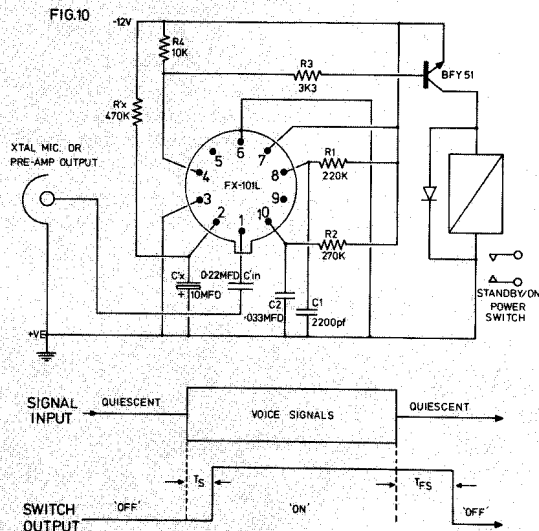 FIG.10
-12V
R4
10K
R'x
470K
R3
3K3
BFY 51
XTAL MIC. OR
PRE-AMP OUTPUT
6
7
5
8
4
FX-101L
3
9
2
10
1
R1
220K
R2
270K
C'x
+ 10MFD
0·22MFD C'in
C2
·033MFD
C1
2200pf
STANDBY/ON
POWER
SWITCH
+VE
SIGNAL
INPUT
QUIESCENT
VOICE SIGNALS
QUIESCENT
TS
TFS
SWITCH
OUTPUT
'OFF'
'ON'
'OFF'